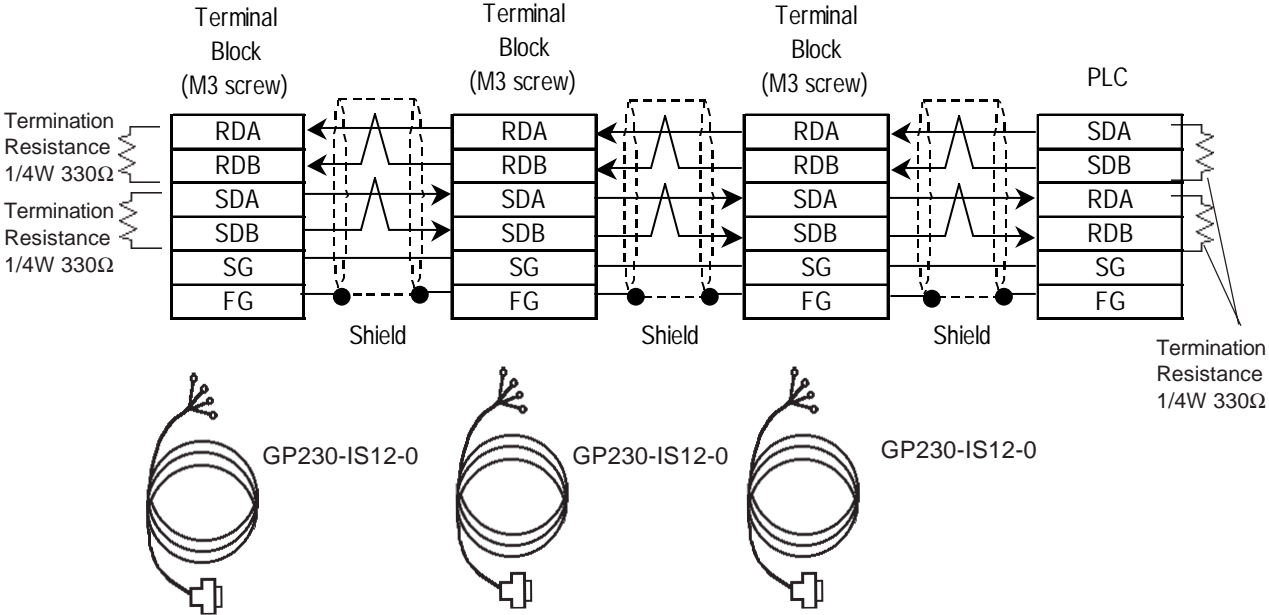 Terminal
Block
(M3 screw)
Terminal
Block
(M3 screw)
Terminal
Block
(M3 screw)
PLC
Termination
Resistance
1/4W 330Ω
Termination
Resistance
1/4W 330Ω
RDA
RDB
SDA
SDB
SG
FG
RDA
RDB
SDA
SDB
SG
FG
RDA
RDB
SDA
SDB
SG
FG
SDA
SDB
RDA
RDB
SG
FG
Shield
Shield
Shield
Termination
Resistance
1/4W 330Ω
GP230-IS12-0
GP230-IS12-0
GP230-IS12-0